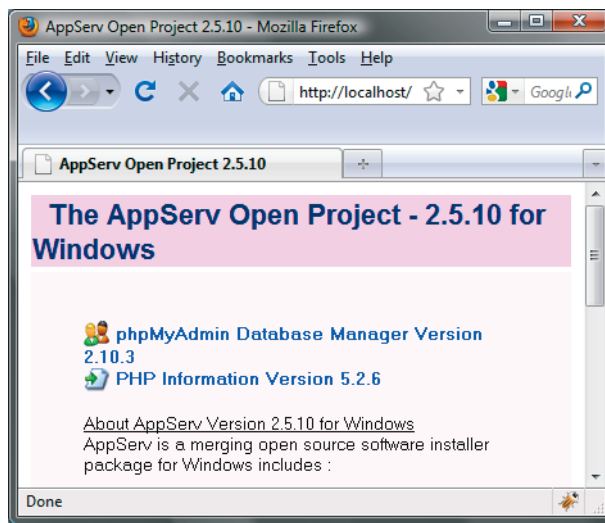 AppServ Open Project 2.5.10 - Mozilla Firefox
File Edit View History Bookmarks Tools Help
http://localhost/
AppServ Open Project 2.5.10
The AppServ Open Project - 2.5.10 for
Windows
phpMyAdmin Database Manager Version
2.10.3
PHP Information Version 5.2.6
About AppServ Version 2.5.10 for Windows
AppServ is a merging open source software installer
package for Windows includes :
Done